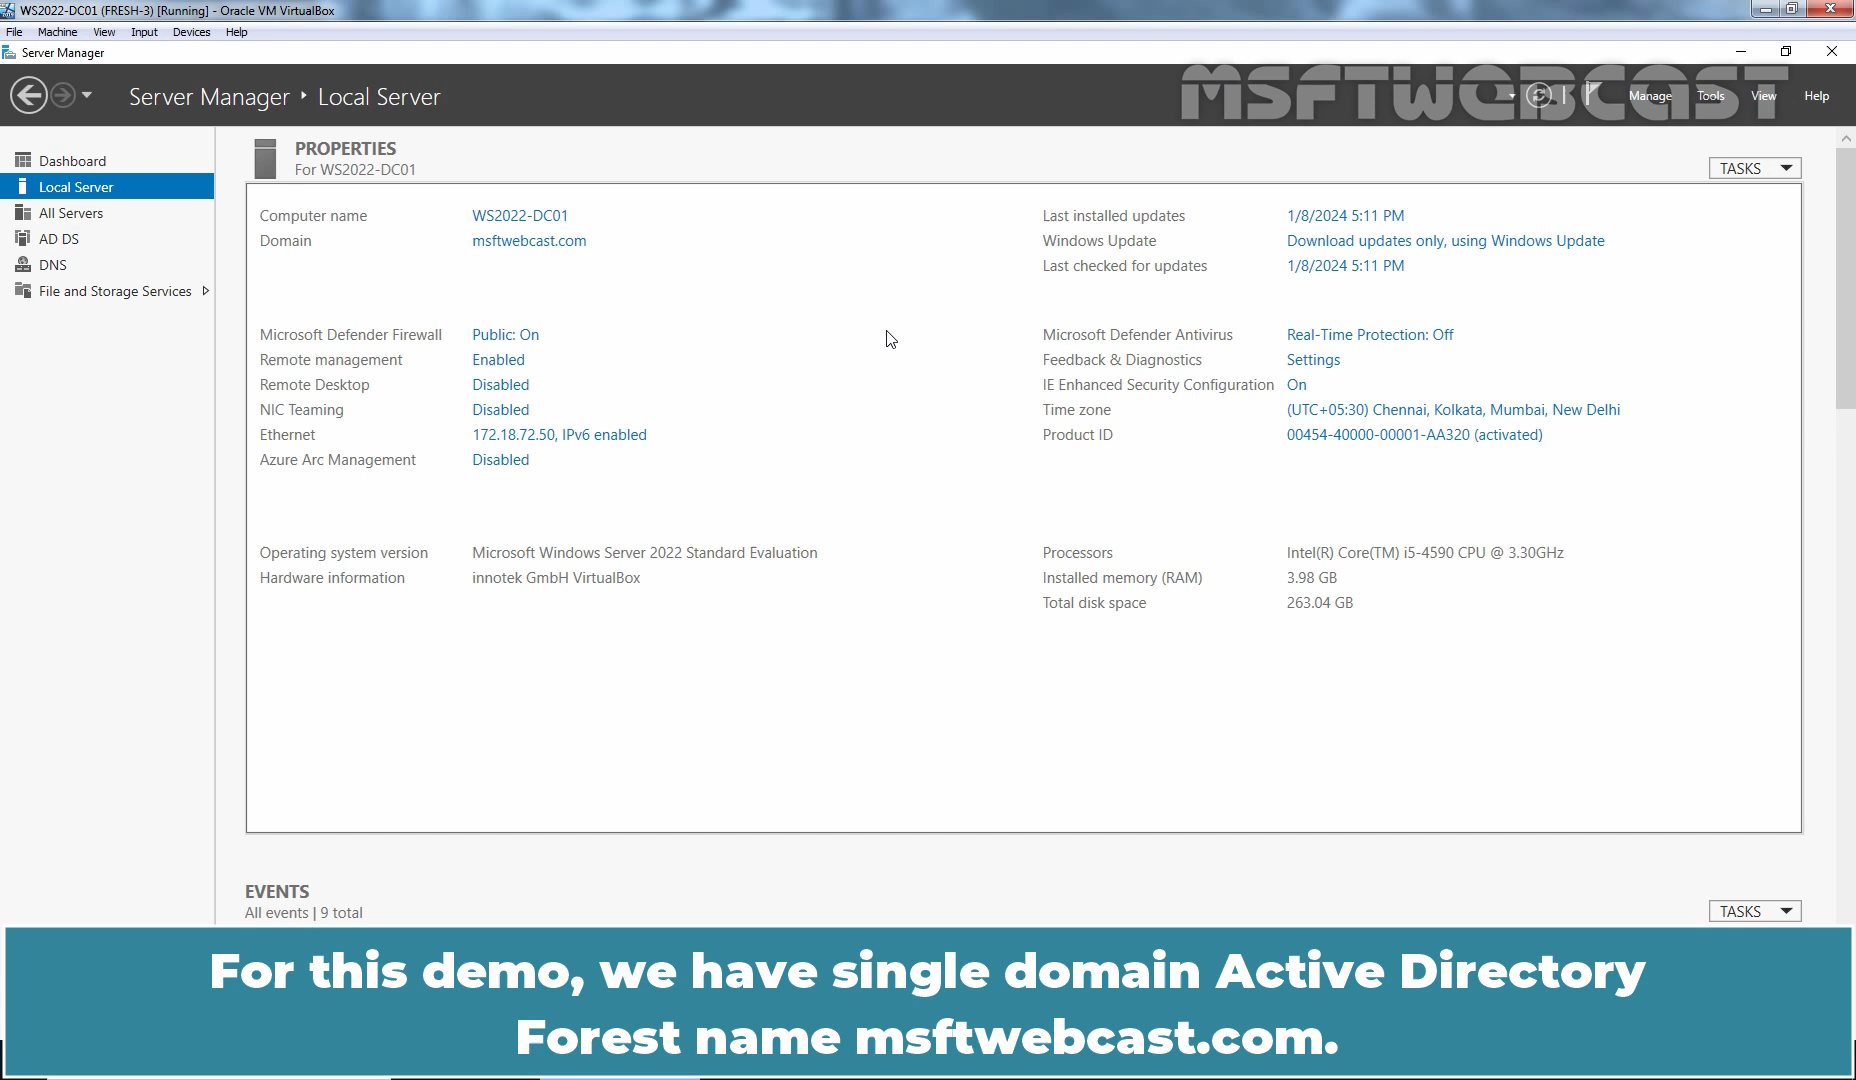 WS2022-DC01 (FRESH-3) [Running] - Oracle VM VirtualBox
File Machine View Input Devices Help
Server Manager
Server Manager ‣ Local Server
MSFTWEBCAST
Manage Tools View Help
Dashboard
Local Server
All Servers
AD DS
DNS
File and Storage Services
PROPERTIES
For WS2022-DC01
TASKS
Computer name WS2022-DC01
Domain msftwebcast.com
Last installed updates 1/8/2024 5:11 PM
Windows Update Download updates only, using Windows Update
Last checked for updates 1/8/2024 5:11 PM
Microsoft Defender Firewall Public: On
Remote management Enabled
Remote Desktop Disabled
NIC Teaming Disabled
Ethernet 172.18.72.50, IPv6 enabled
Azure Arc Management Disabled
Microsoft Defender Antivirus Real-Time Protection: Off
Feedback & Diagnostics Settings
IE Enhanced Security Configuration On
Time zone (UTC+05:30) Chennai, Kolkata, Mumbai, New Delhi
Product ID 00454-40000-00001-AA320 (activated)
Operating system version Microsoft Windows Server 2022 Standard Evaluation
Hardware information innotek GmbH VirtualBox
Processors Intel(R) Core(TM) i5-4590 CPU @ 3.30GHz
Installed memory (RAM) 3.98 GB
Total disk space 263.04 GB
EVENTS
All events | 9 total
TASKS
For this demo, we have single domain Active Directory
Forest name msftwebcast.com.